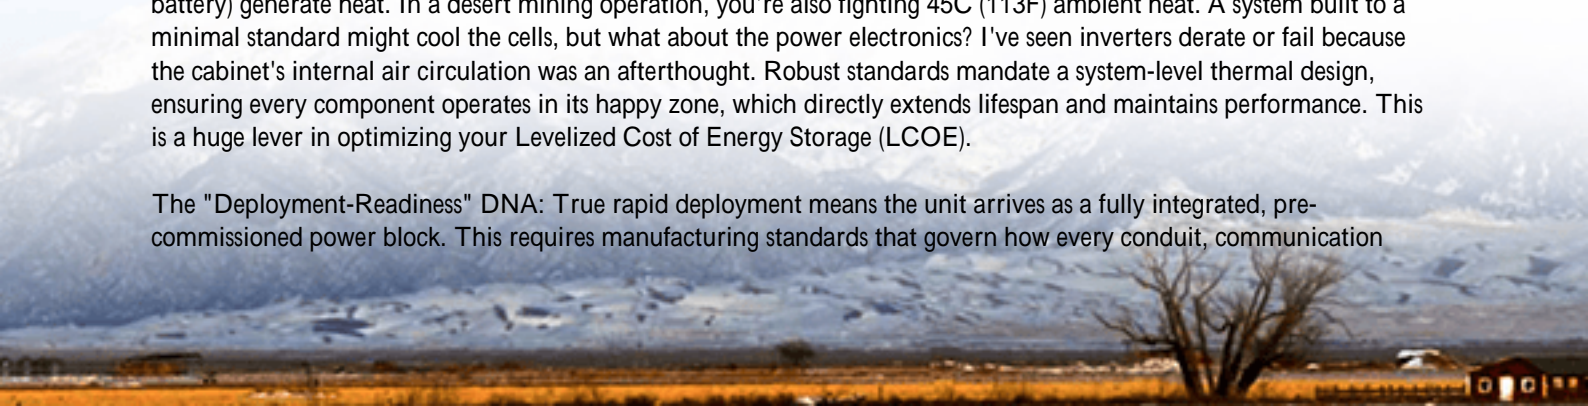 battery) generate heat. In a desert mining operation, you're also fighting 45C (113F) ambient heat. A system built to a
minimal standard might cool the cells, but what about the power electronics? I've seen inverters derate or fail because
the cabinet's internal air circulation was an afterthought. Robust standards mandate a system-level thermal design,
ensuring every component operates in its happy zone, which directly extends lifespan and maintains performance. This
is a huge lever in optimizing your Levelized Cost of Energy Storage (LCOE).
The "Deployment-Readiness" DNA: True rapid deployment means the unit arrives as a fully integrated, pre-
commissioned power block. This requires manufacturing standards that govern how every conduit, communication